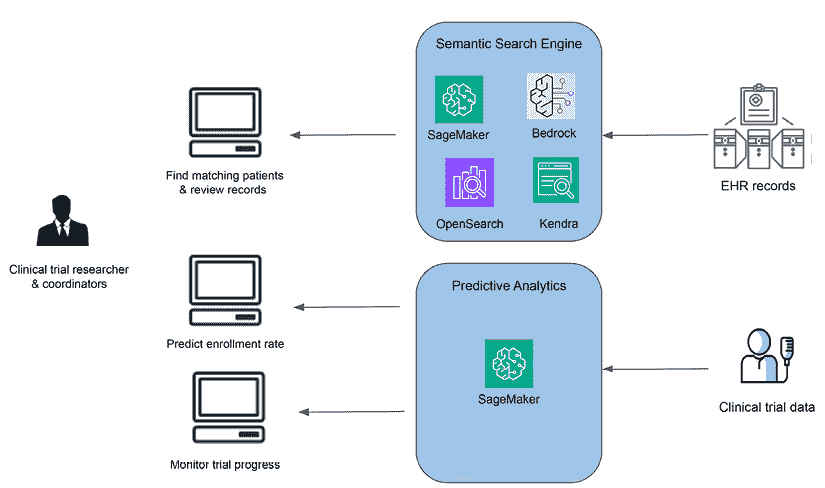 Semantic Search Engine
SageMaker
Bedrock
OpenSearch
Kendra
EHR records
Find matching patients
& review records
Clinical trial researcher
& coordinators
Predictive Analytics
SageMaker
Predict enrollment rate
Monitor trial progress
Clinical trial data